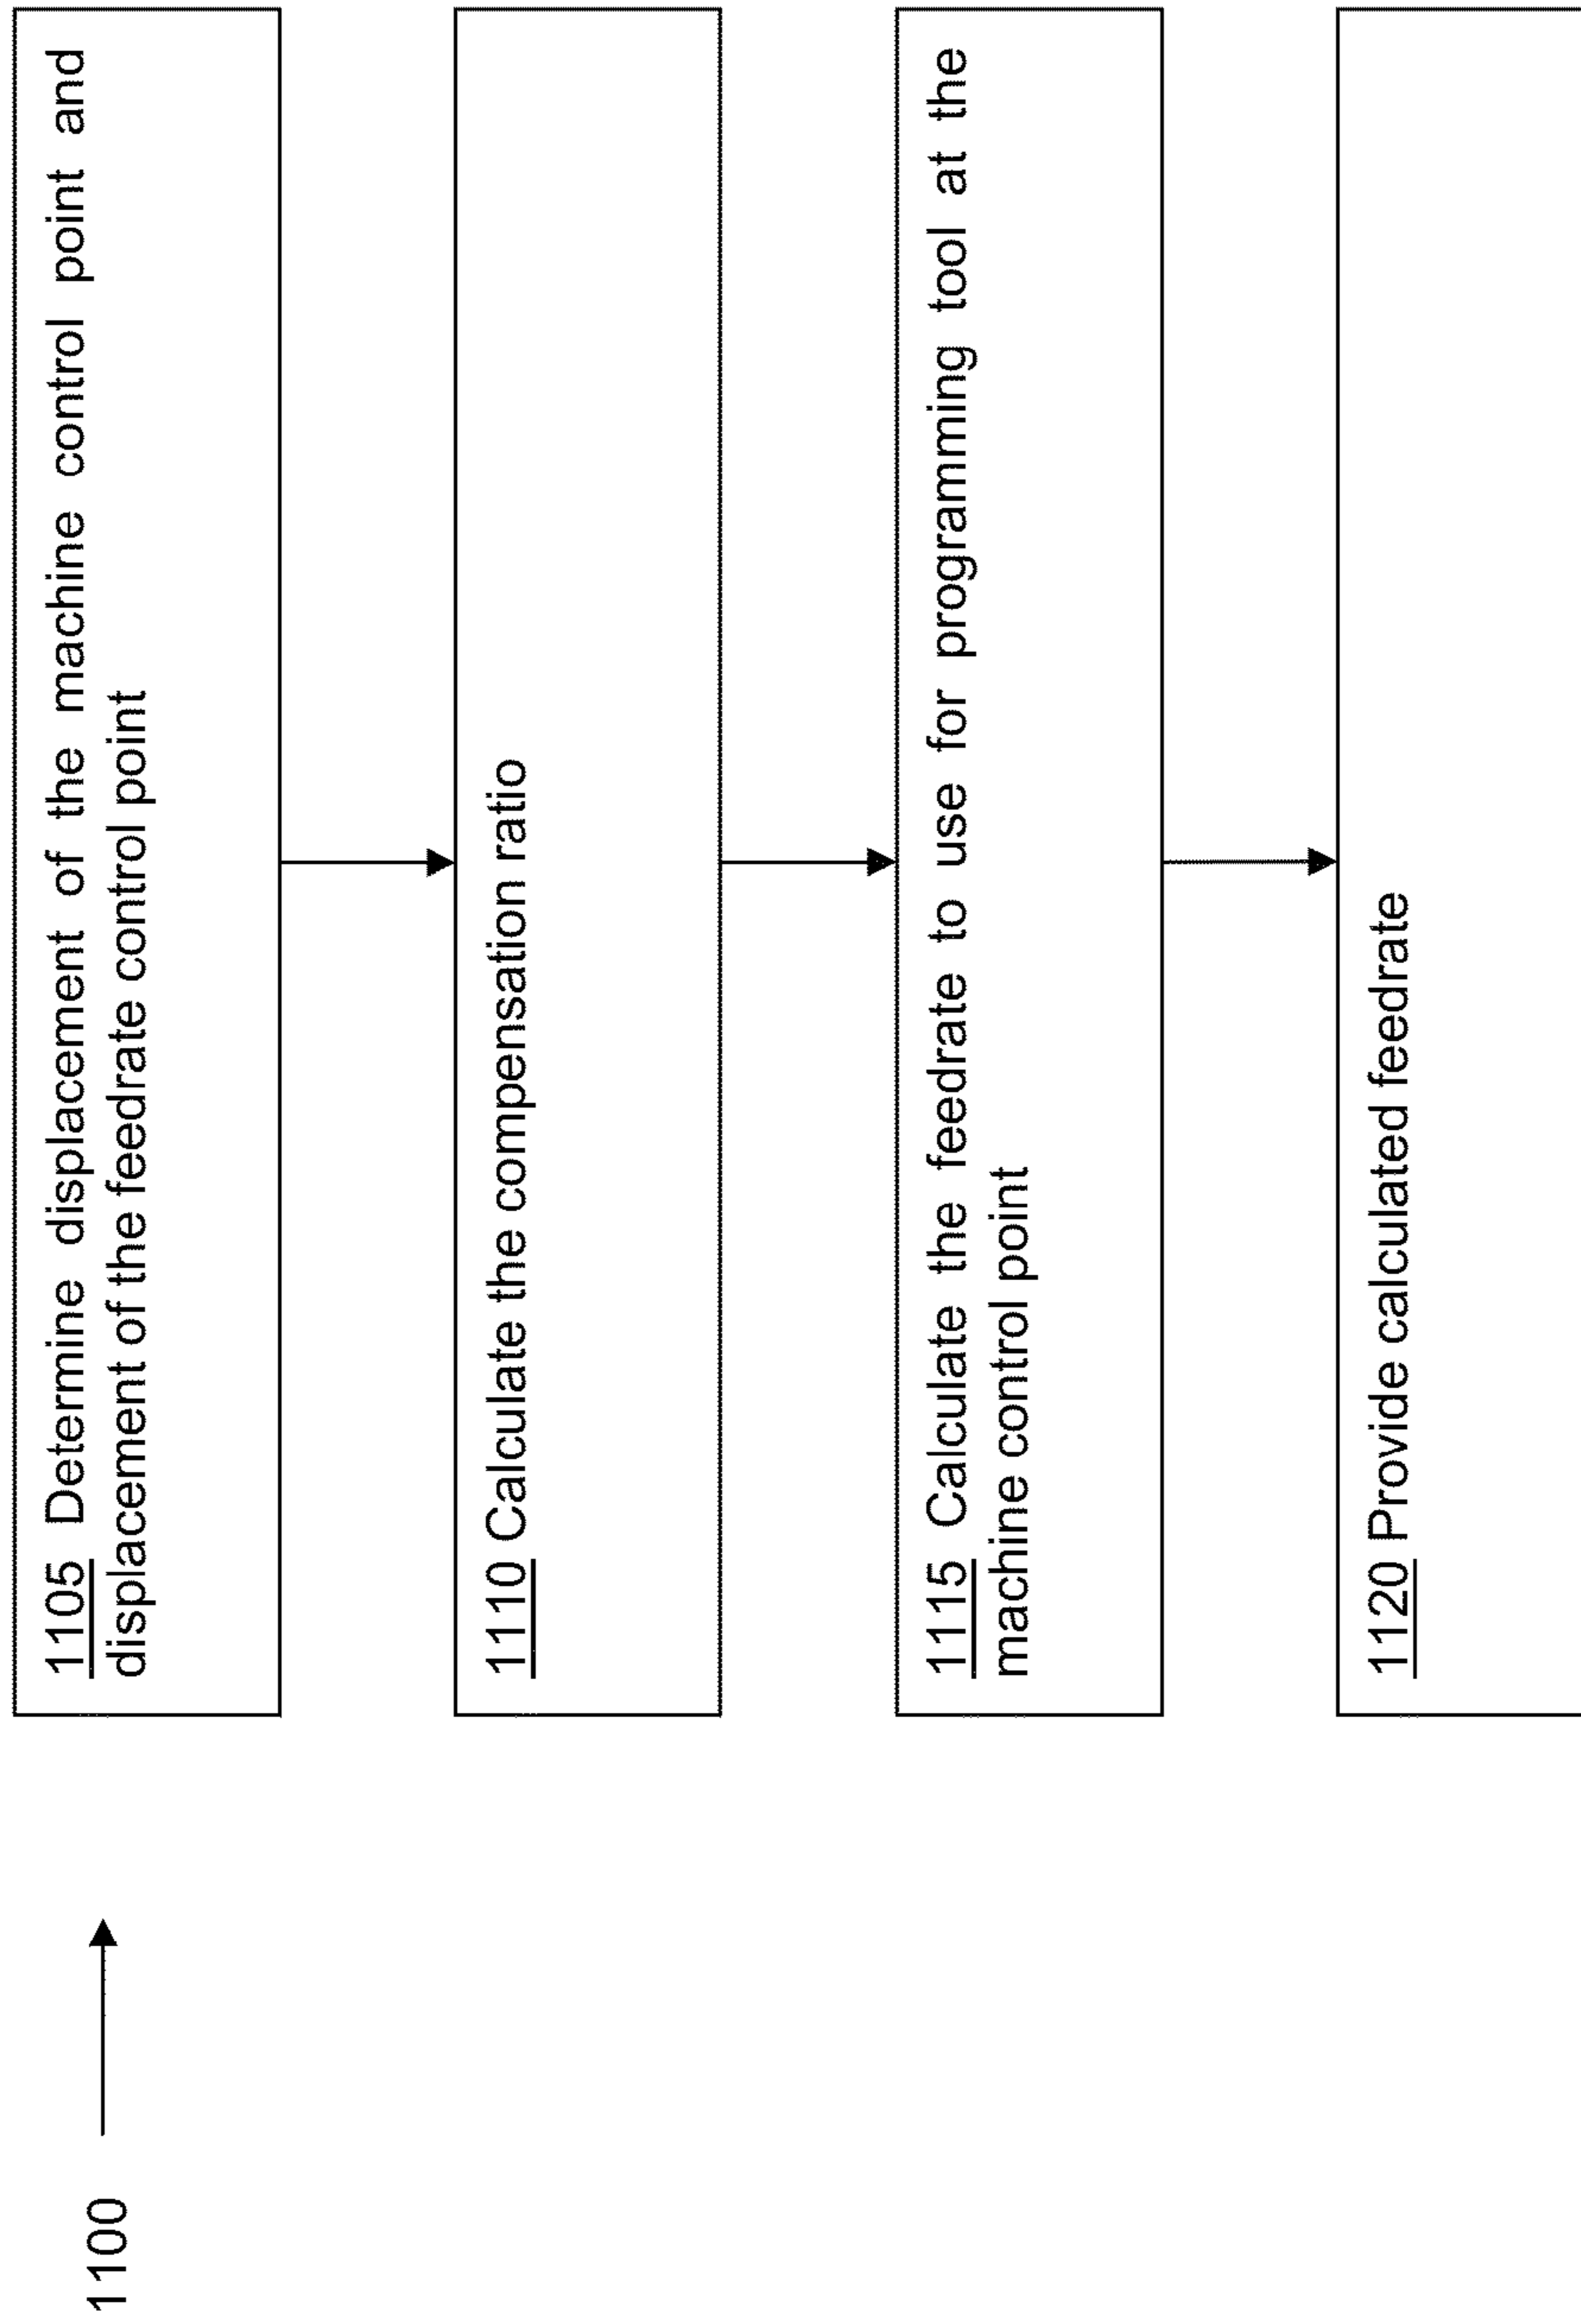 1100
1105 Determine displacement of the machine control point and
displacement of the feedrate control point
1110 Calculate the compensation ratio
1115 Calculate the feedrate to use for programming tool at the
machine control point
1120 Provide calculated feedrate